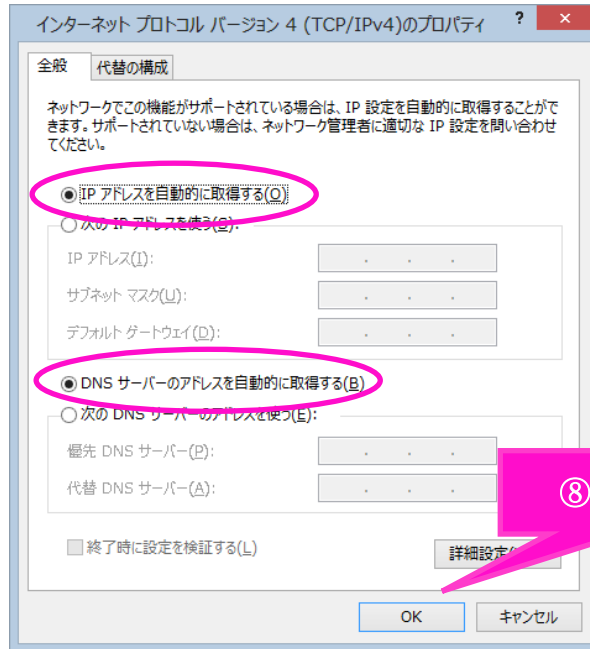 インターネット プロトコル バージョン 4 (TCP/IPv4)のプロパティ ? ×
全般 代替の構成
ネットワークでこの機能がサポートされている場合は、IP 設定を自動的に取得することがで
きます。サポートされていない場合は、ネットワーク管理者に適切な IP 設定を問い合わせ
てください。
IP アドレスを自動的に取得する(O)
次の IP アドレスを使う(S):
IP アドレス(I):
サブネット マスク(U):
デフォルト ゲートウェイ(D):
DNS サーバーのアドレスを自動的に取得する(B)
次の DNS サーバーのアドレスを使う(E):
優先 DNS サーバー(P):
代替 DNS サーバー(A):
⑧
終了時に設定を検証する(L)
詳細設定
OK キャンセル